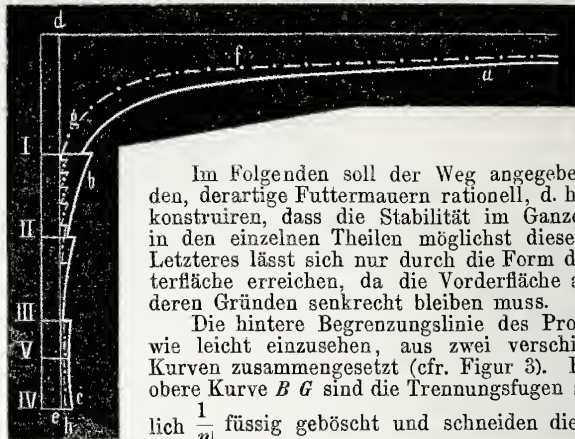 d
f
a
g
I
b
II
III
V
IV
c
e
h
Im Folgenden soll der Weg angegebe
den, derartige Futtermauern rationell, d. h
konstruiren, dass die Stabilität im Ganze
in den einzelnen Theilen möglichst diese
Letzteres lässt sich nur durch die Form d
terfläche erreichen, da die Vorderfläche a
deren Gründen senkrecht bleiben muss.
Die hintere Begrenzungslinie des Pro
wie leicht einzusehen, aus zwei verschi
Kurven zusammengesetzt (cfr. Figur 3).
obere Kurve B G sind die Trennungsfugen
lich 1/n füssig geböscht und schneiden die